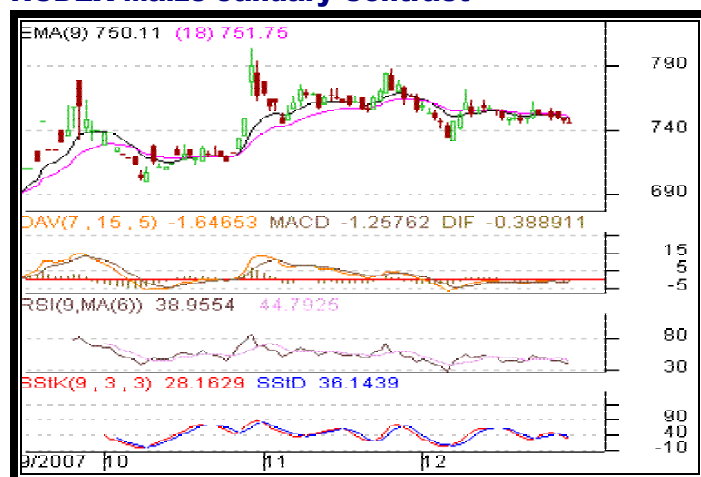 EMA(9) 750.11 (18) 751.75
790
740
690
DAV(7 , 15 , 5) -1.64653 MACD -1.25762 DIF -0.388911
15
5
-5
RSI(9,MA(6)) 38.9554 44.7925
80
30
SStK(9 , 3 , 3) 28.1629 SStD 36.1439
90
40
-10
9/2007 10 11 12